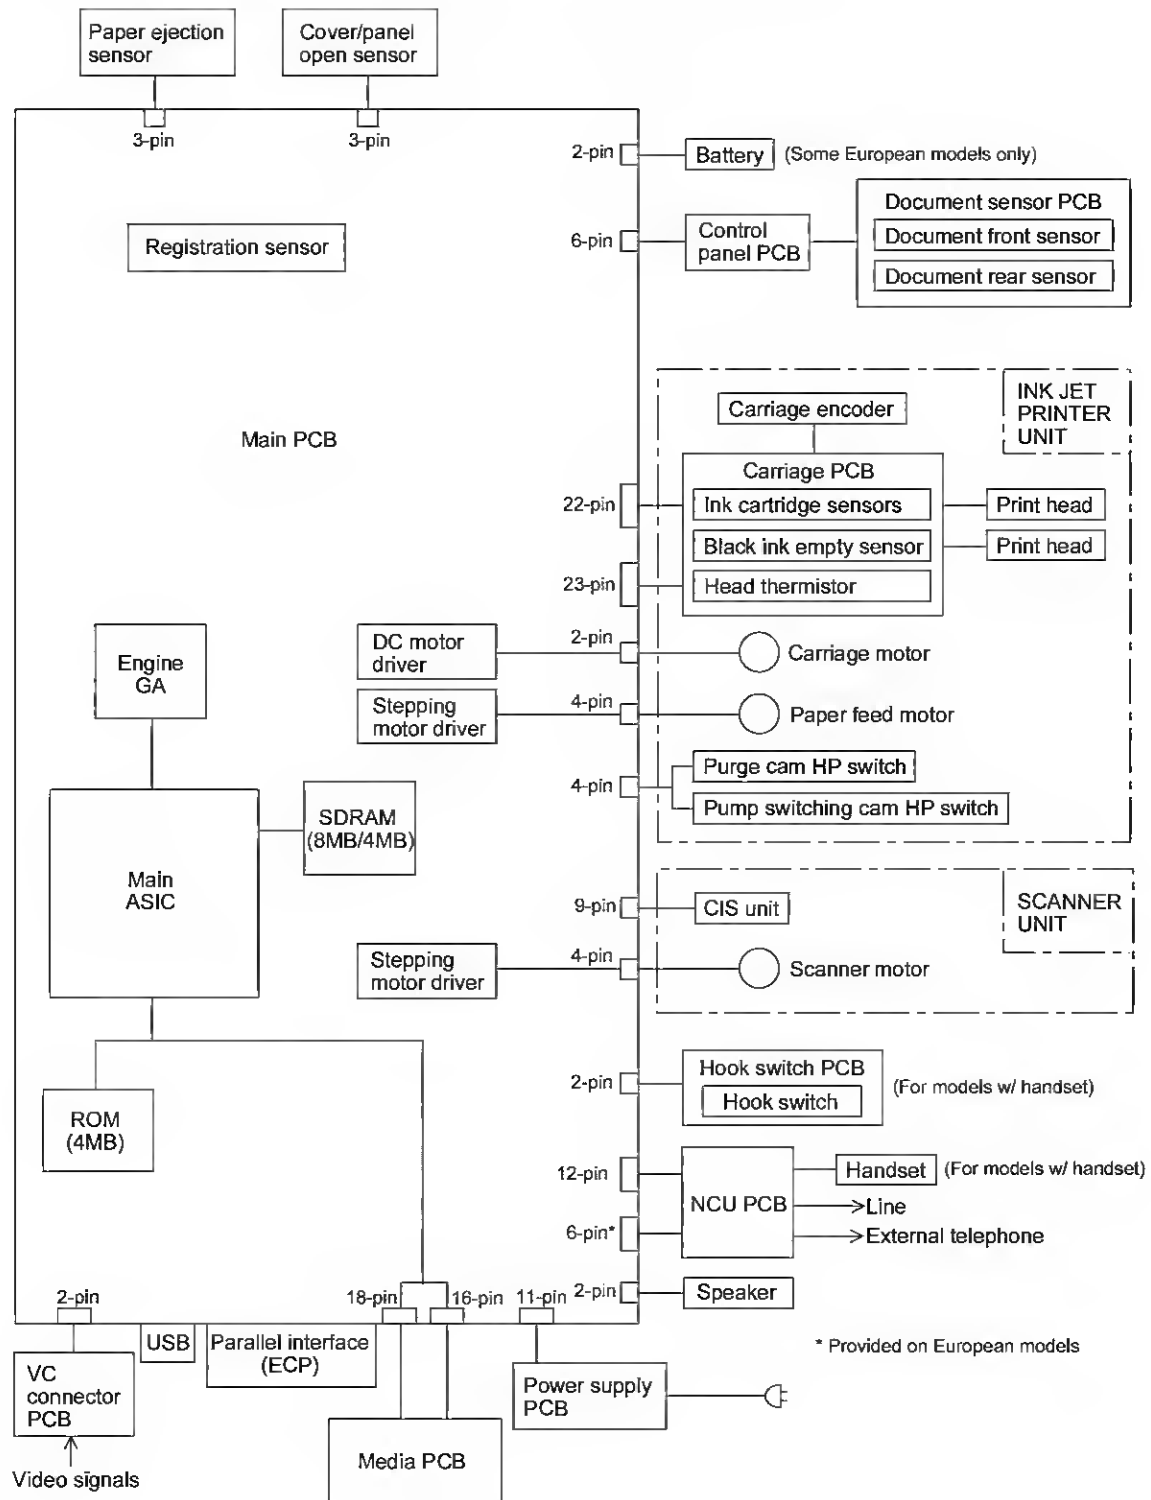 Paper ejection
sensor
Cover/panel
open sensor
3-pin
3-pin
2-pin
Battery
(Some European models only)
6-pin
Control
panel PCB
Document sensor PCB
Document front sensor
Document rear sensor
Registration sensor
Main PCB
INK JET
PRINTER
UNIT
Carriage encoder
Carriage PCB
22-pin
Ink cartridge sensors
Print head
Black ink empty sensor
Print head
23-pin
Head thermistor
DC motor
driver
2-pin
Carriage motor
Engine
GA
Stepping
motor driver
4-pin
Paper feed motor
4-pin
Purge cam HP switch
Pump switching cam HP switch
SDRAM
(8MB/4MB)
Main
ASIC
9-pin
CIS unit
SCANNER
UNIT
Stepping
motor driver
4-pin
Scanner motor
2-pin
Hook switch PCB
Hook switch
(For models w/ handset)
ROM
(4MB)
12-pin
NCU PCB
Handset
(For models w/ handset)
Line
6-pin*
External telephone
2-pin
Speaker
2-pin
18-pin
16-pin
11-pin
USB
Parallel interface
(ECP)
* Provided on European models
VC
connector
PCB
Power supply
PCB
Media PCB
Video signals